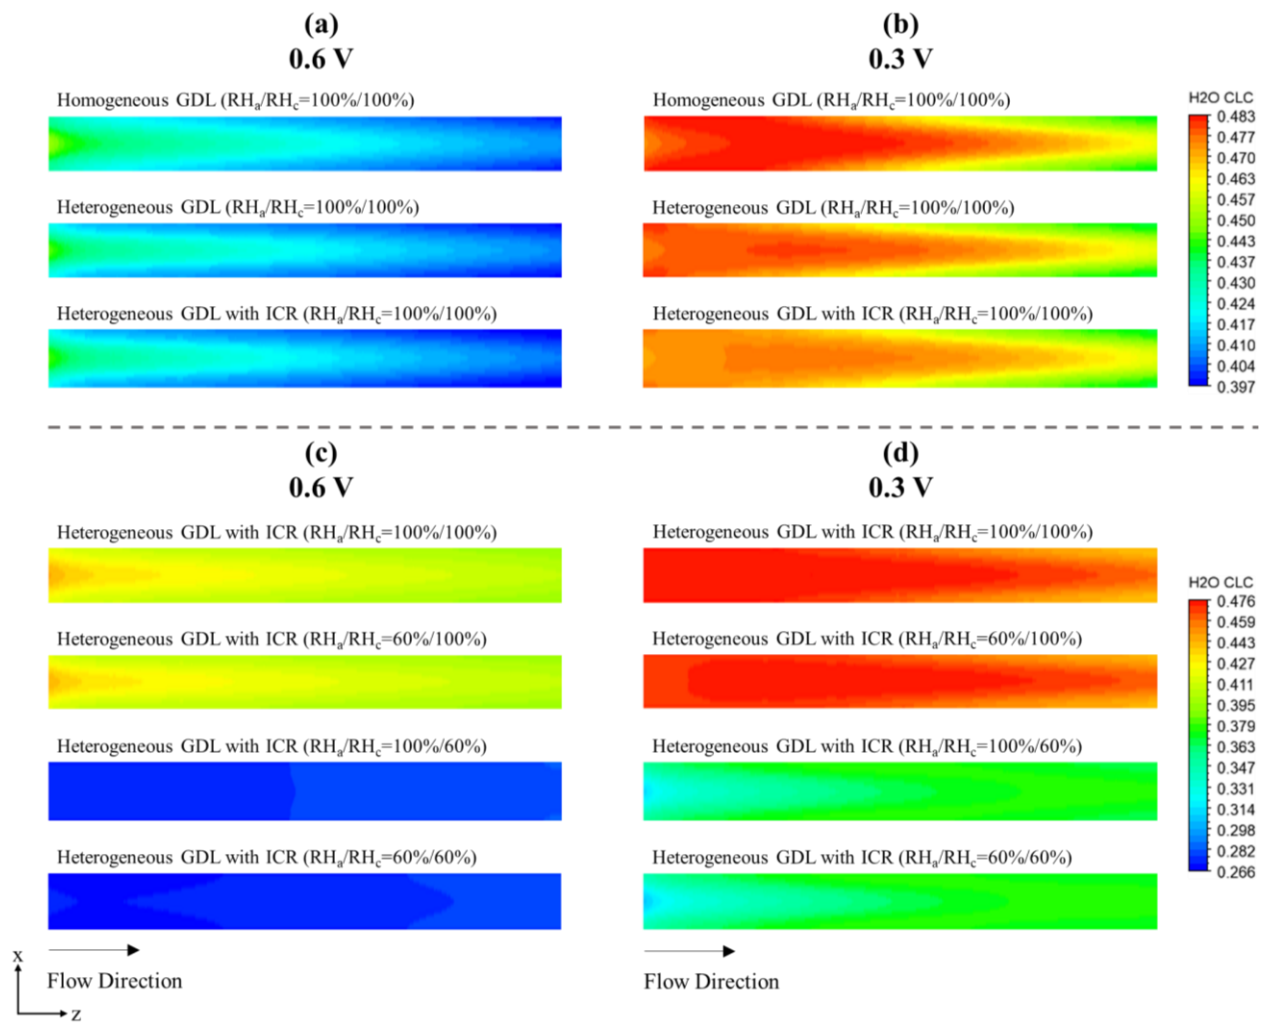 (a)
0.6 V
Homogeneous GDL (RHa/RHc=100%/100%)
Heterogeneous GDL (RHa/RHc=100%/100%)
Heterogeneous GDL with ICR (RHa/RHc=100%/100%)
(b)
0.3 V
Homogeneous GDL (RHa/RHc=100%/100%)
Heterogeneous GDL (RHa/RHc=100%/100%)
Heterogeneous GDL with ICR (RHa/RHc=100%/100%)
H2O CLC
0.483
0.477
0.470
0.463
0.457
0.450
0.443
0.437
0.430
0.424
0.417
0.410
0.404
0.397
(c)
0.6 V
Heterogeneous GDL with ICR (RHa/RHc=100%/100%)
Heterogeneous GDL with ICR (RHa/RHc=60%/100%)
Heterogeneous GDL with ICR (RHa/RHc=100%/60%)
Heterogeneous GDL with ICR (RHa/RHc=60%/60%)
Flow Direction
(d)
0.3 V
Heterogeneous GDL with ICR (RHa/RHc=100%/100%)
Heterogeneous GDL with ICR (RHa/RHc=60%/100%)
Heterogeneous GDL with ICR (RHa/RHc=100%/60%)
Heterogeneous GDL with ICR (RHa/RHc=60%/60%)
Flow Direction
H2O CLC
0.476
0.459
0.443
0.427
0.411
0.395
0.379
0.363
0.347
0.331
0.314
0.298
0.282
0.266
x
z